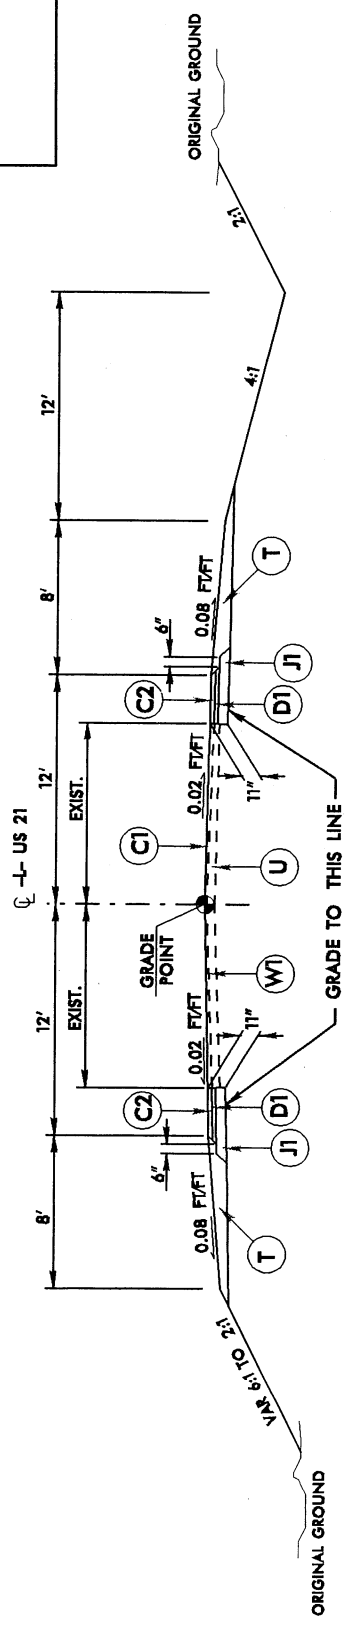 ℄ -L- US 21
8'
12'
12'
8'
12'
EXIST.
EXIST.
ORIGINAL GROUND
VAR 6:1 TO 2:1
0.08 FT/FT
6"
C2
0.02 FT/FT
GRADE
POINT
C1
0.02 FT/FT
C2
6"
0.08 FT/FT
4:1
2:1
ORIGINAL GROUND
T
J1
D1
11"
W1
U
11"
D1
J1
T
GRADE TO THIS LINE